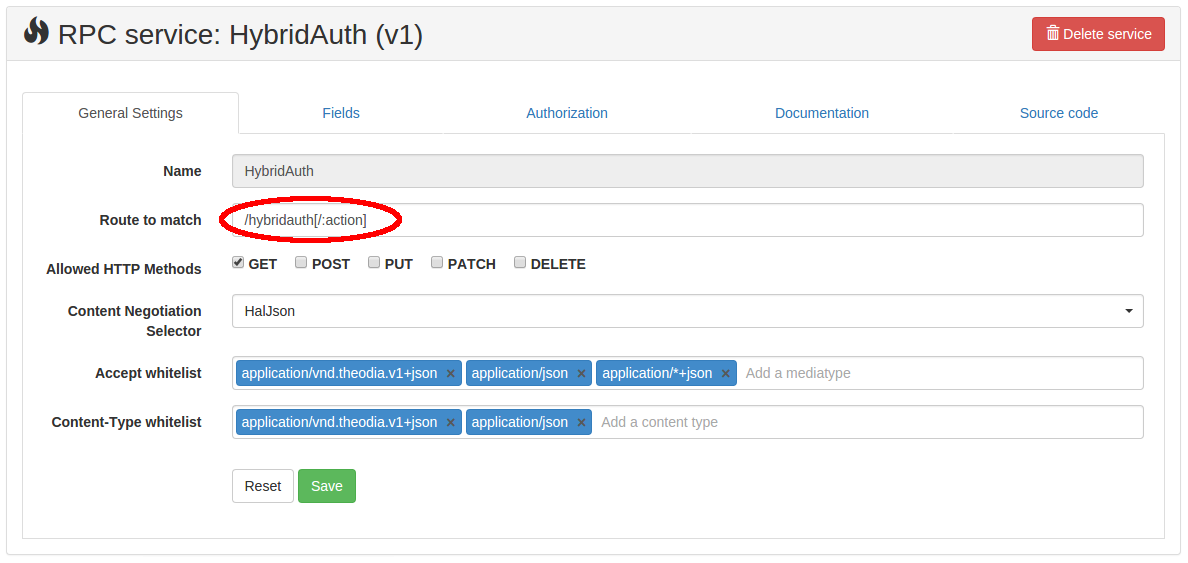 RPC service: HybridAuth (v1)
Delete service
General Settings
Fields
Authorization
Documentation
Source code
Name
HybridAuth
Route to match
/hybridauth[/:action]
Allowed HTTP Methods
GET POST PUT PATCH DELETE
Content Negotiation
Selector
HalJson
Accept whitelist
application/vnd.theodia.v1+json × application/json × application/*+json × Add a mediatype
Content-Type whitelist
application/vnd.theodia.v1+json × application/json × Add a content type
Reset Save